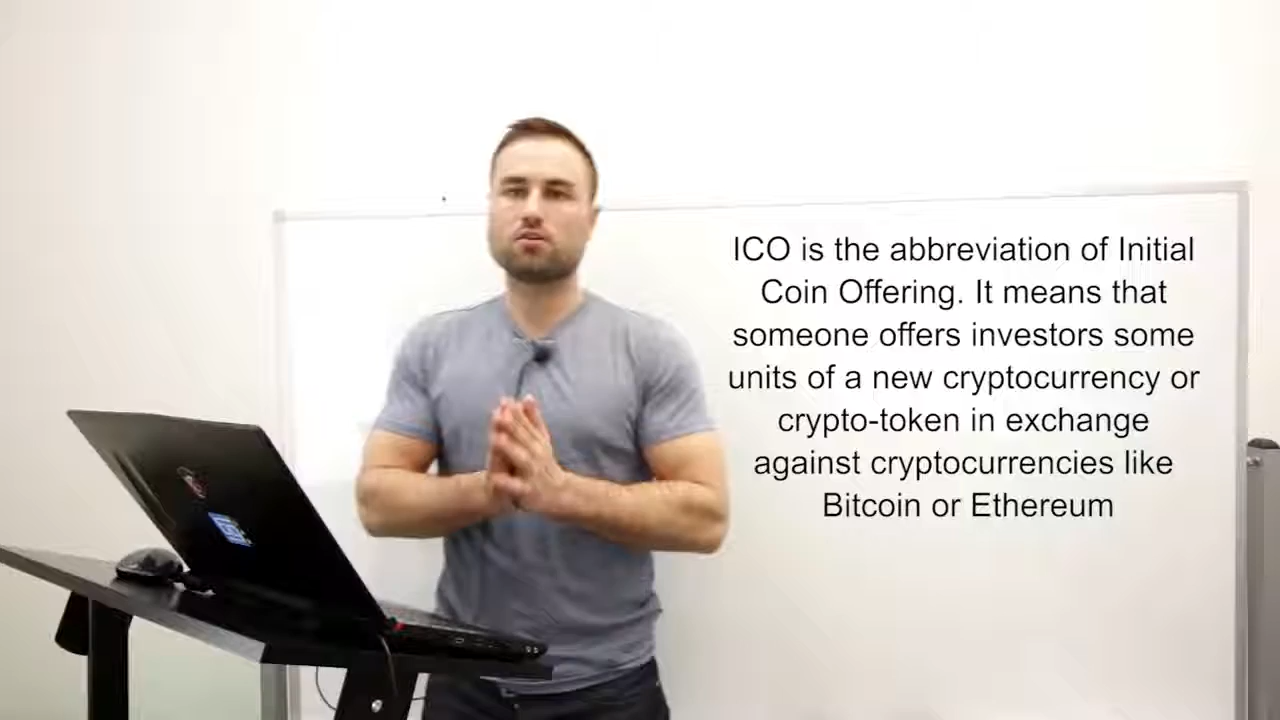 ICO is the abbreviation of Initial
Coin Offering. It means that
someone offers investors some
units of a new cryptocurrency or
crypto-token in exchange
against cryptocurrencies like
Bitcoin or Ethereum